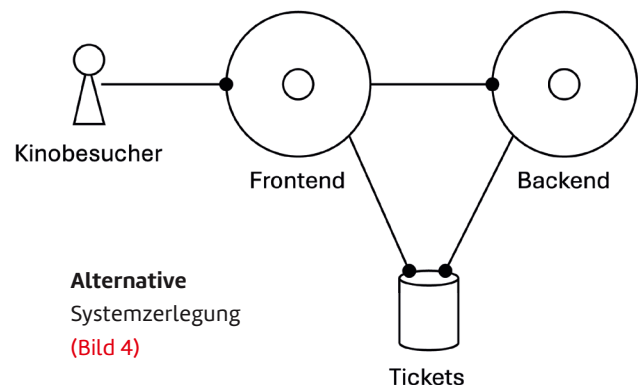 Kinobesucher
Frontend
Backend
Alternative
Systemzerlegung
(Bild 4)
Tickets